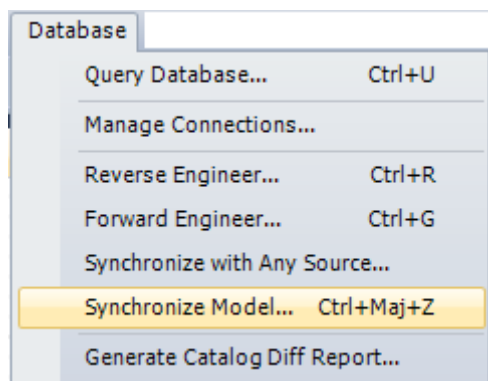 Database
Query Database... Ctrl+U
Manage Connections...
Reverse Engineer... Ctrl+R
Forward Engineer... Ctrl+G
Synchronize with Any Source...
Synchronize Model... Ctrl+Maj+Z
Generate Catalog Diff Report...